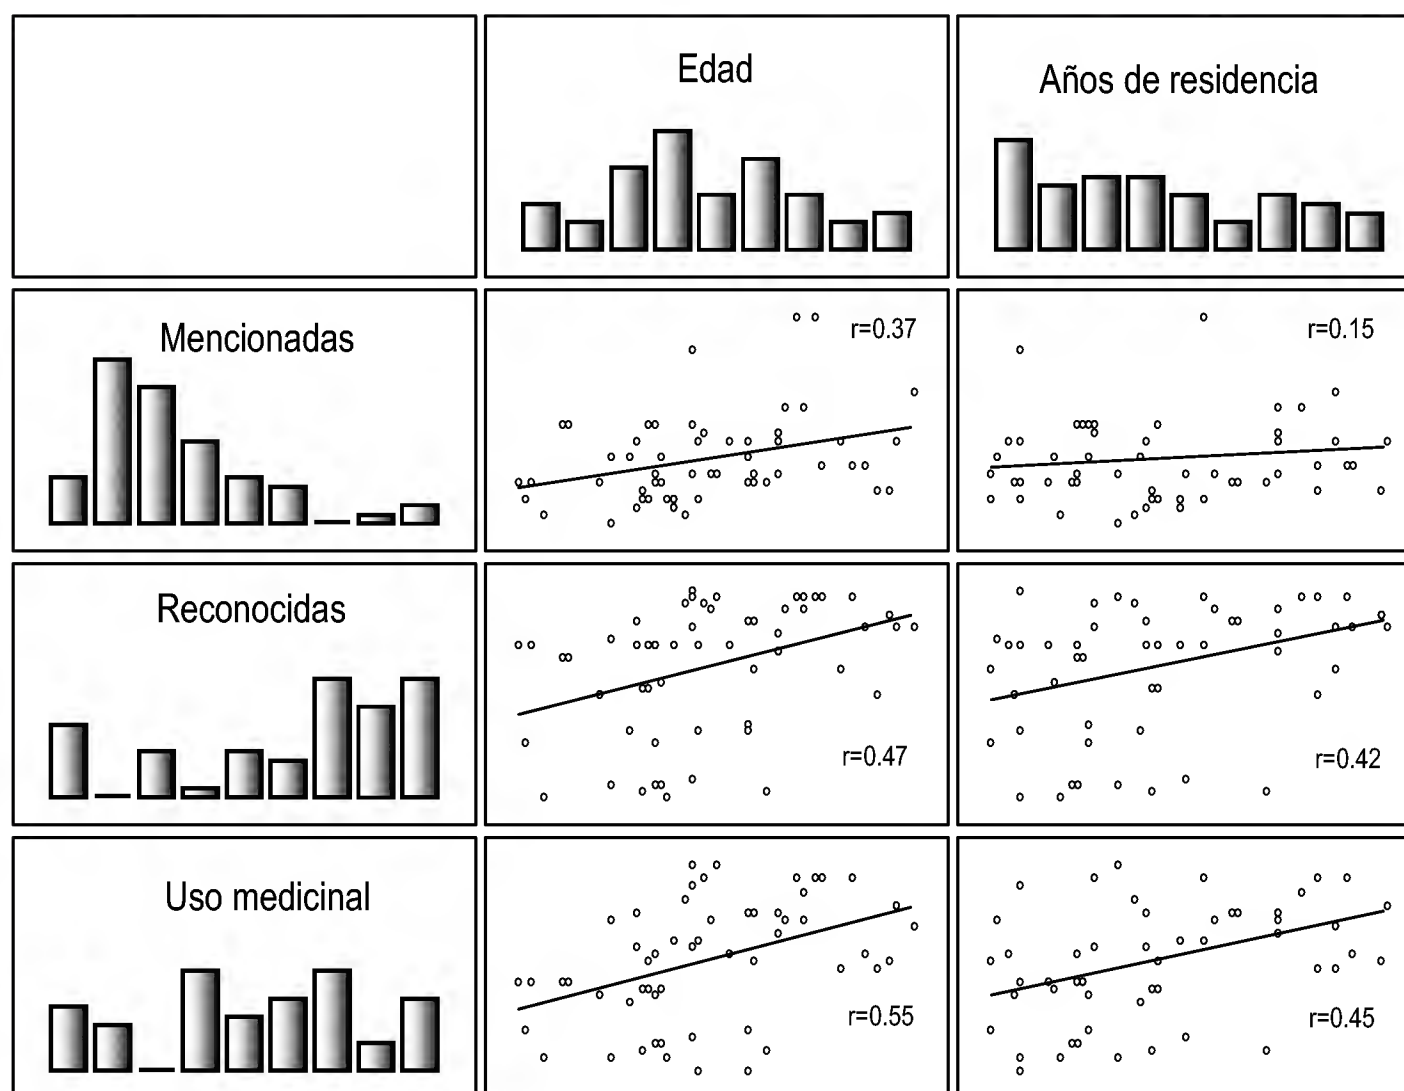 Edad
Años de residencia
Mencionadas
r=0.37
r=0.15
Reconocidas
r=0.47
r=0.42
Uso medicinal
r=0.55
r=0.45